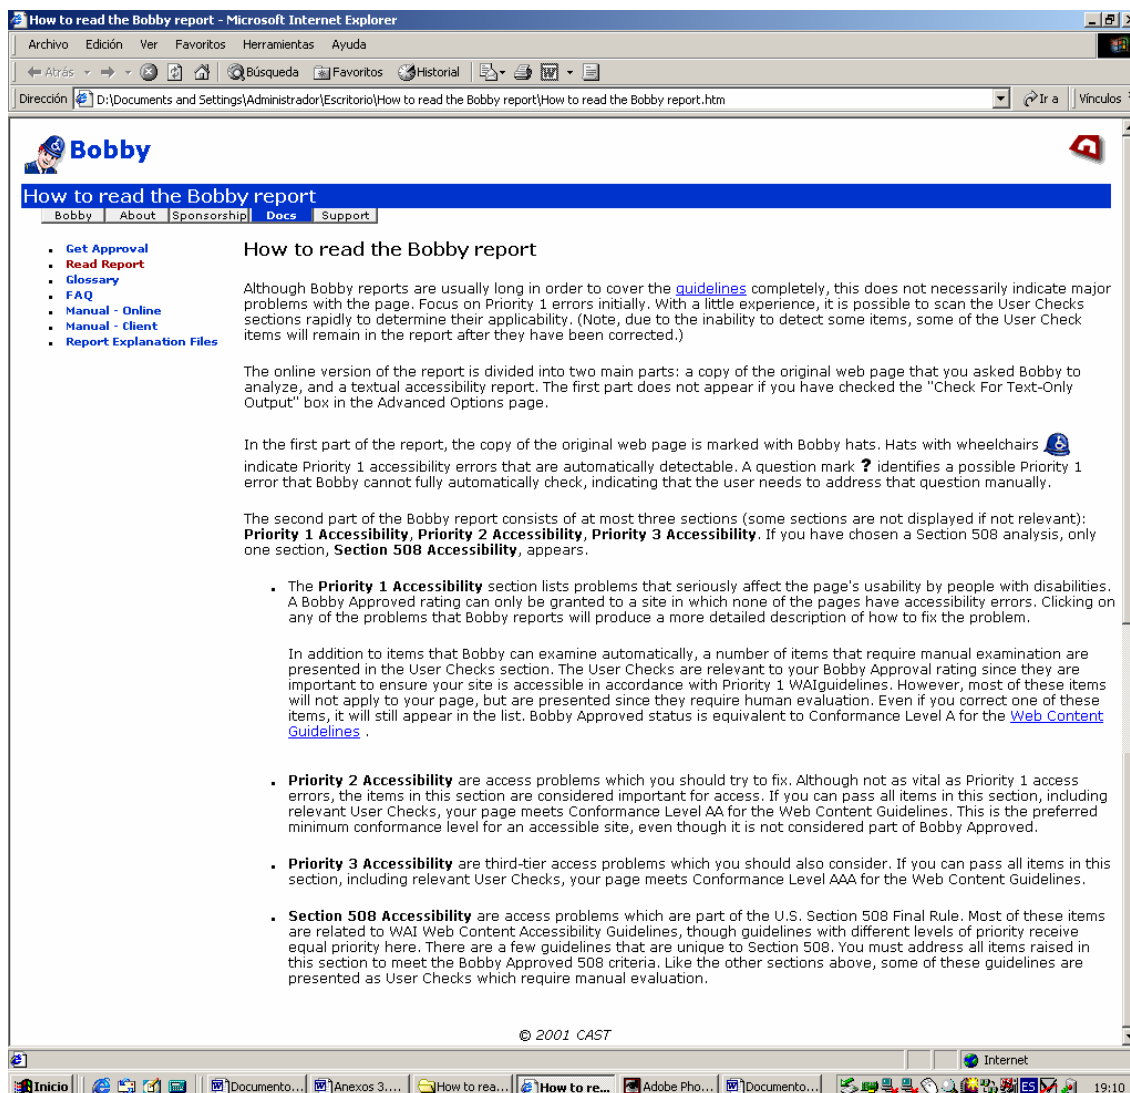 How to read the Bobby report - Microsoft Internet Explorer
Archivo Edición Ver Favoritos Herramientas Ayuda
Atrás Búsqueda Favoritos Historial
Dirección D:\Documents and Settings\Administrador\Escritorio\How to read the Bobby report\How to read the Bobby report.htm Ir a Vínculos
Bobby
How to read the Bobby report
Bobby About Sponsorship Docs Support
Get Approval
Read Report
Glossary
FAQ
Manual - Online
Manual - Client
Report Explanation Files
How to read the Bobby report
Although Bobby reports are usually long in order to cover the guidelines completely, this does not necessarily indicate major
problems with the page. Focus on Priority 1 errors initially. With a little experience, it is possible to scan the User Checks
sections rapidly to determine their applicability. (Note, due to the inability to detect some items, some of the User Check
items will remain in the report after they have been corrected.)
The online version of the report is divided into two main parts: a copy of the original web page that you asked Bobby to
analyze, and a textual accessibility report. The first part does not appear if you have checked the "Check For Text-Only
Output" box in the Advanced Options page.
In the first part of the report, the copy of the original web page is marked with Bobby hats. Hats with wheelchairs
indicate Priority 1 accessibility errors that are automatically detectable. A question mark ? identifies a possible Priority 1
error that Bobby cannot fully automatically check, indicating that the user needs to address that question manually.
The second part of the Bobby report consists of at most three sections (some sections are not displayed if not relevant):
Priority 1 Accessibility, Priority 2 Accessibility, Priority 3 Accessibility. If you have chosen a Section 508 analysis, only
one section, Section 508 Accessibility, appears.
The Priority 1 Accessibility section lists problems that seriously affect the page's usability by people with disabilities.
A Bobby Approved rating can only be granted to a site in which none of the pages have accessibility errors. Clicking on
any of the problems that Bobby reports will produce a more detailed description of how to fix the problem.
In addition to items that Bobby can examine automatically, a number of items that require manual examination are
presented in the User Checks section. The User Checks are relevant to your Bobby Approval rating since they are
important to ensure your site is accessible in accordance with Priority 1 WAIguidelines. However, most of these items
will not apply to your page, but are presented since they require human evaluation. Even if you correct one of these
items, it will still appear in the list. Bobby Approved status is equivalent to Conformance Level A for the Web Content
Guidelines .
Priority 2 Accessibility are access problems which you should try to fix. Although not as vital as Priority 1 access
errors, the items in this section are considered important for access. If you can pass all items in this section, including
relevant User Checks, your page meets Conformance Level AA for the Web Content Guidelines. This is the preferred
minimum conformance level for an accessible site, even though it is not considered part of Bobby Approved.
Priority 3 Accessibility are third-tier access problems which you should also consider. If you can pass all items in this
section, including relevant User Checks, your page meets Conformance Level AAA for the Web Content Guidelines.
Section 508 Accessibility are access problems which are part of the U.S. Section 508 Final Rule. Most of these items
are related to WAI Web Content Accessibility Guidelines, though guidelines with different levels of priority receive
equal priority here. There are a few guidelines that are unique to Section 508. You must address all items raised in
this section to meet the Bobby Approved 508 criteria. Like the other sections above, some of these guidelines are
presented as User Checks which require manual evaluation.
© 2001 CAST
Internet
Inicio Documento... Anexos 3.... How to rea... How to re... Adobe Pho... Documento... ES 19:10